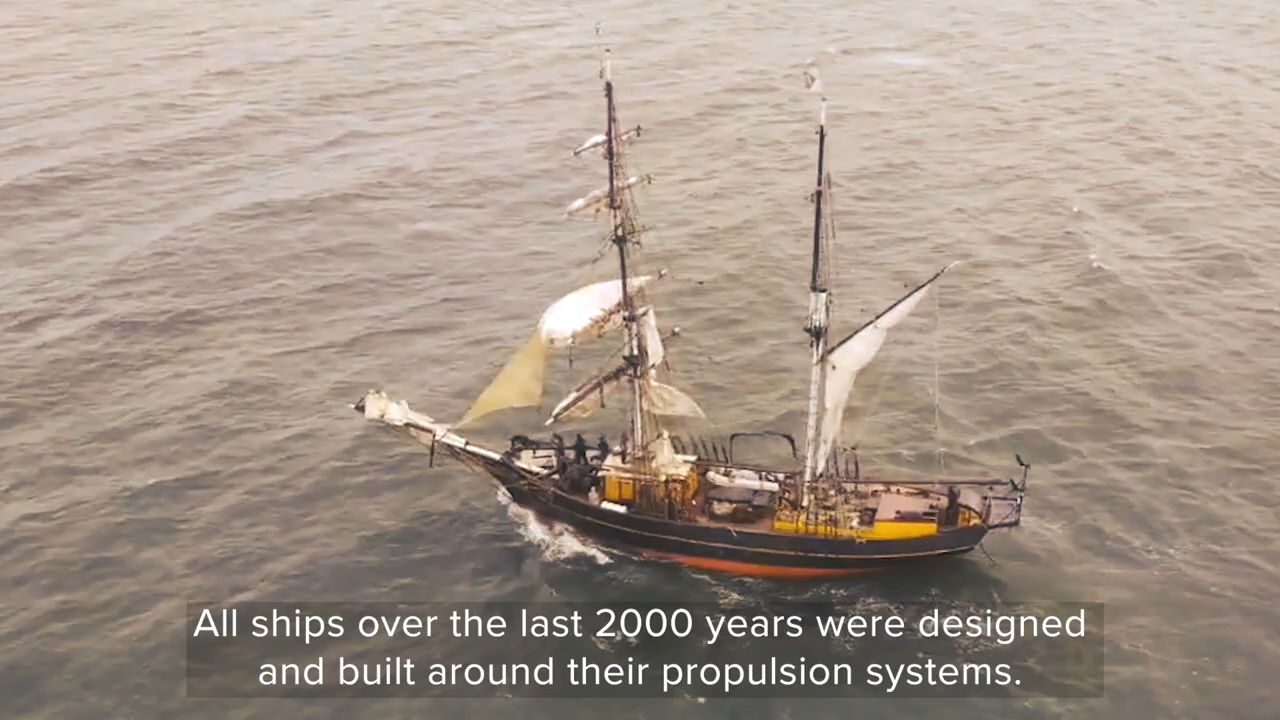 All ships over the last 2000 years were designed
and built around their propulsion systems.